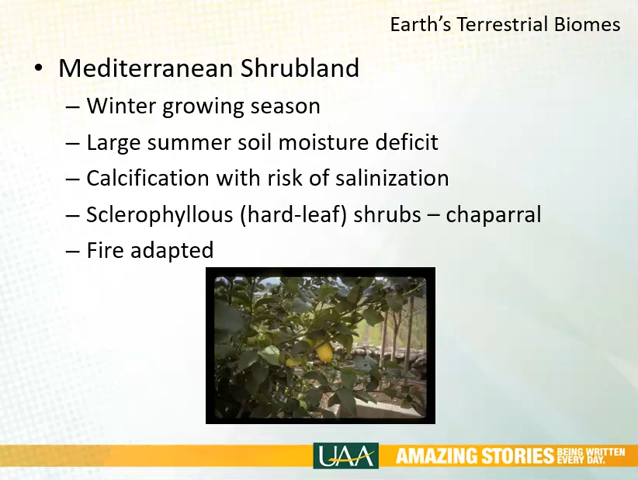 Earth's Terrestrial Biomes
• Mediterranean Shrubland
– Winter growing season
– Large summer soil moisture deficit
– Calcification with risk of salinization
– Sclerophyllous (hard-leaf) shrubs – chaparral
– Fire adapted
UAA AMAZING STORIES BEING WRITTEN
EVERY DAY.